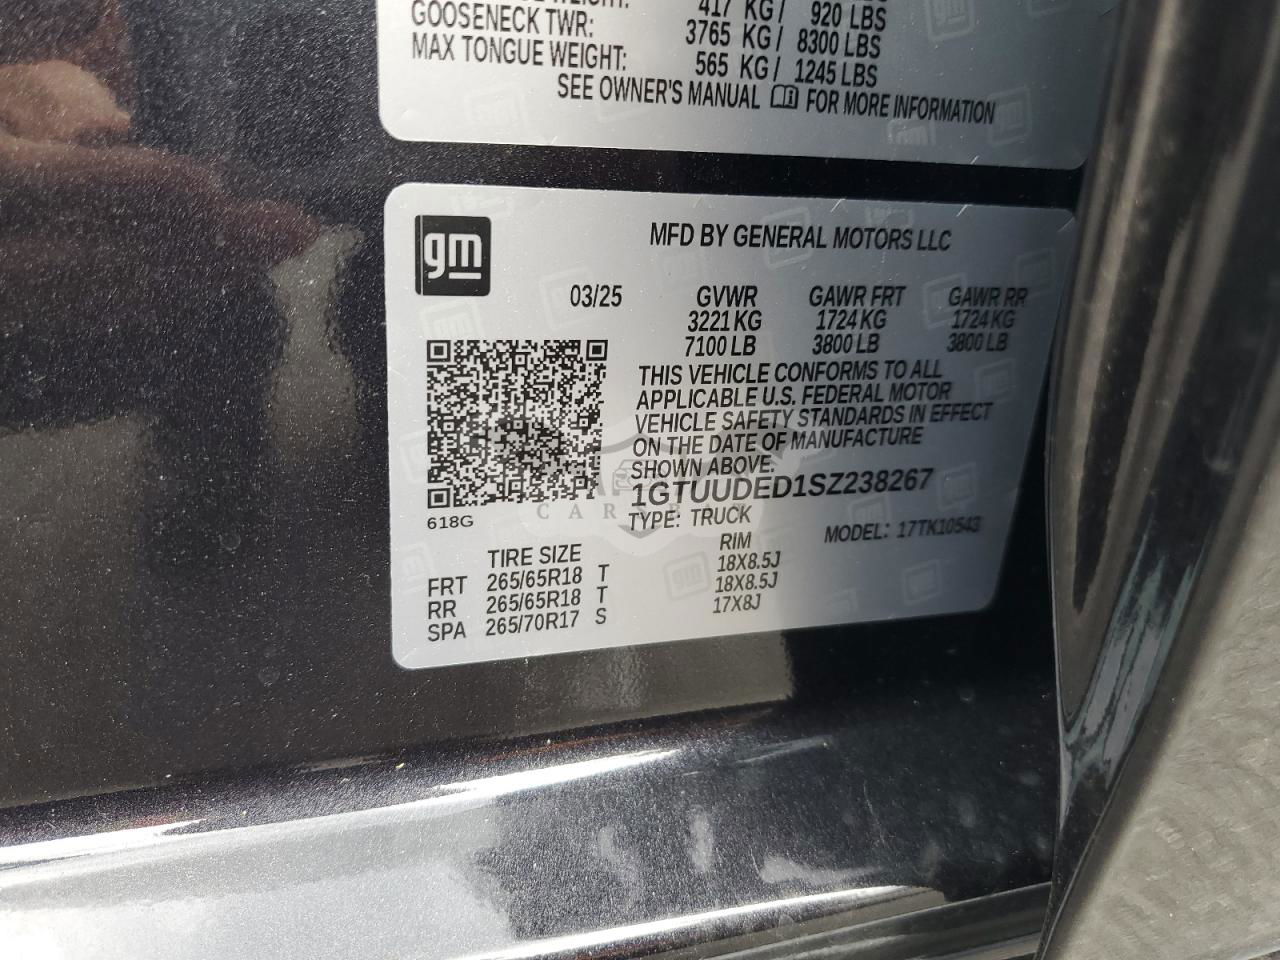 417 KG / 920 LBS
GOOSENECK TWR: 3765 KG / 8300 LBS
MAX TONGUE WEIGHT: 565 KG / 1245 LBS
SEE OWNER'S MANUAL FOR MORE INFORMATION
gm
MFD BY GENERAL MOTORS LLC
03/25 GVWR GAWR FRT GAWR RR
3221 KG 1724 KG 1724 KG
7100 LB 3800 LB 3800 LB
THIS VEHICLE CONFORMS TO ALL
APPLICABLE U.S. FEDERAL MOTOR
VEHICLE SAFETY STANDARDS IN EFFECT
ON THE DATE OF MANUFACTURE
SHOWN ABOVE.
1GTUUDED1SZ238267
618G
TYPE: TRUCK MODEL: 17TK10543
TIRE SIZE RIM
FRT 265/65R18 T 18X8.5J
RR 265/65R18 T 18X8.5J
SPA 265/70R17 S 17X8J